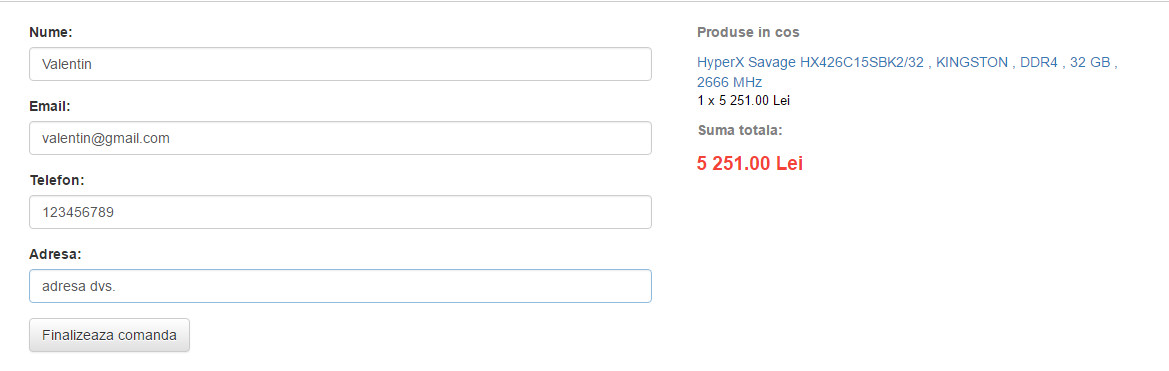 Nume:
Valentin
Email:
valentin@gmail.com
Telefon:
123456789
Adresa:
adresa dvs.
Finalizeaza comanda
Produse in cos
HyperX Savage HX426C15SBK2/32 , KINGSTON , DDR4 , 32 GB ,
2666 MHz
1 x 5 251.00 Lei
Suma totala:
5 251.00 Lei